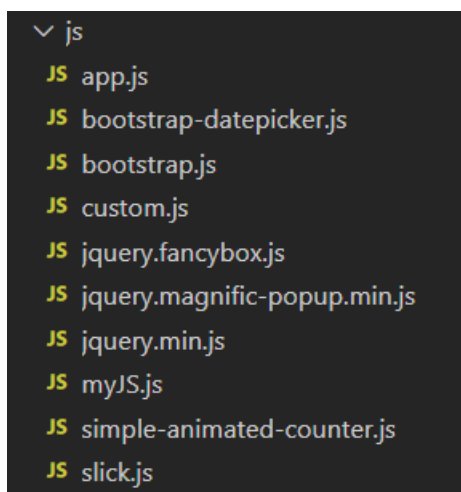 js
JS app.js
JS bootstrap-datepicker.js
JS bootstrap.js
JS custom.js
JS jquery.fancybox.js
JS jquery.magnific-popup.min.js
JS jquery.min.js
JS myJS.js
JS simple-animated-counter.js
JS slick.js